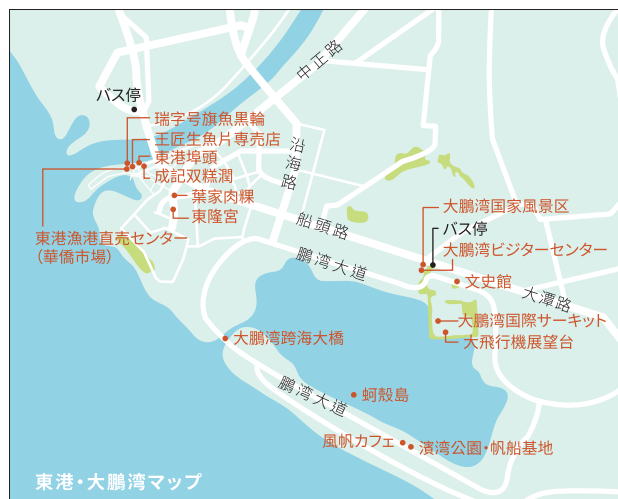 中正路
バス停
瑞字号旗魚黒輪
王匠生魚片専売店
東港埠頭
成記双糕潤
葉家肉粿
東隆宮
沿海路
東港漁港直売センター
(華僑市場)
船頭路
鵬湾大道
大鵬湾国家風景区
バス停
大鵬湾ビジターセンター
文史館
大潭路
大鵬湾国際サーキット
大飛行機展望台
大鵬湾跨海大橋
鵬湾大道
蚵殻島
風帆カフェ
濱湾公園・帆船基地
東港・大鵬湾マップ